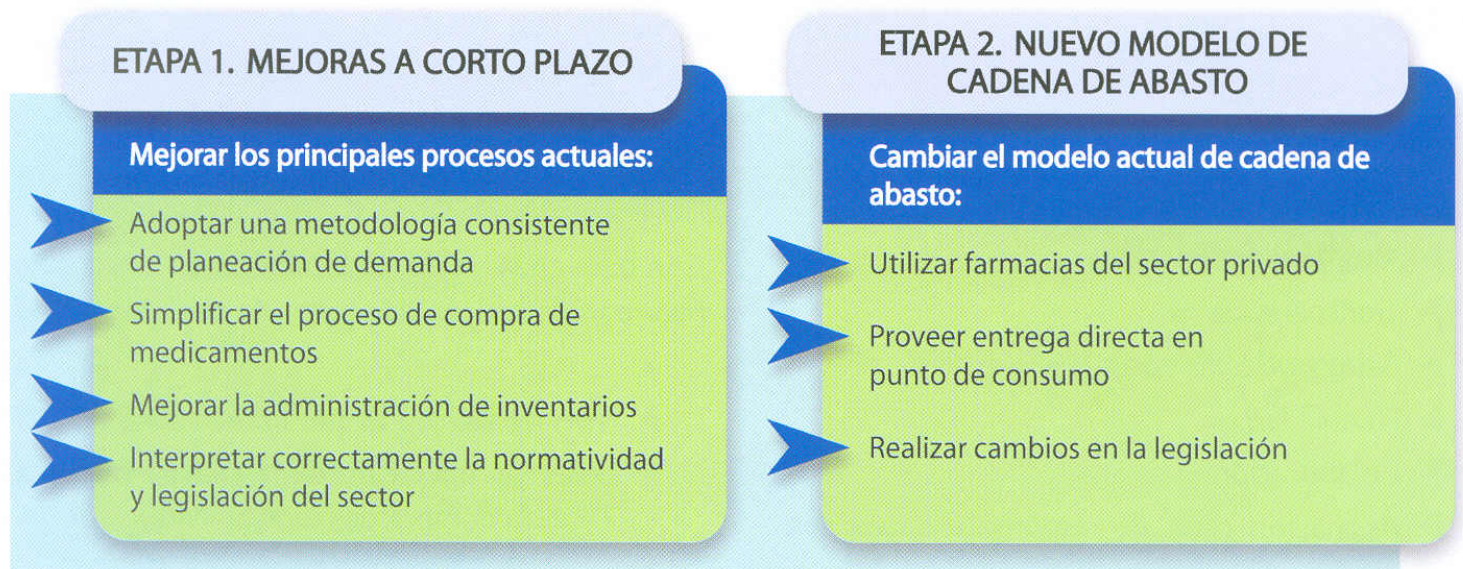 ETAPA 1. MEJORAS A CORTO PLAZO
Mejorar los principales procesos actuales:
Adoptar una metodología consistente
de planeación de demanda
Simplificar el proceso de compra de
medicamentos
Mejorar la administración de inventarios
Interpretar correctamente la normatividad
y legislación del sector
ETAPA 2. NUEVO MODELO DE
CADENA DE ABASTO
Cambiar el modelo actual de cadena de
abasto:
Utilizar farmacias del sector privado
Proveer entrega directa en
punto de consumo
Realizar cambios en la legislación